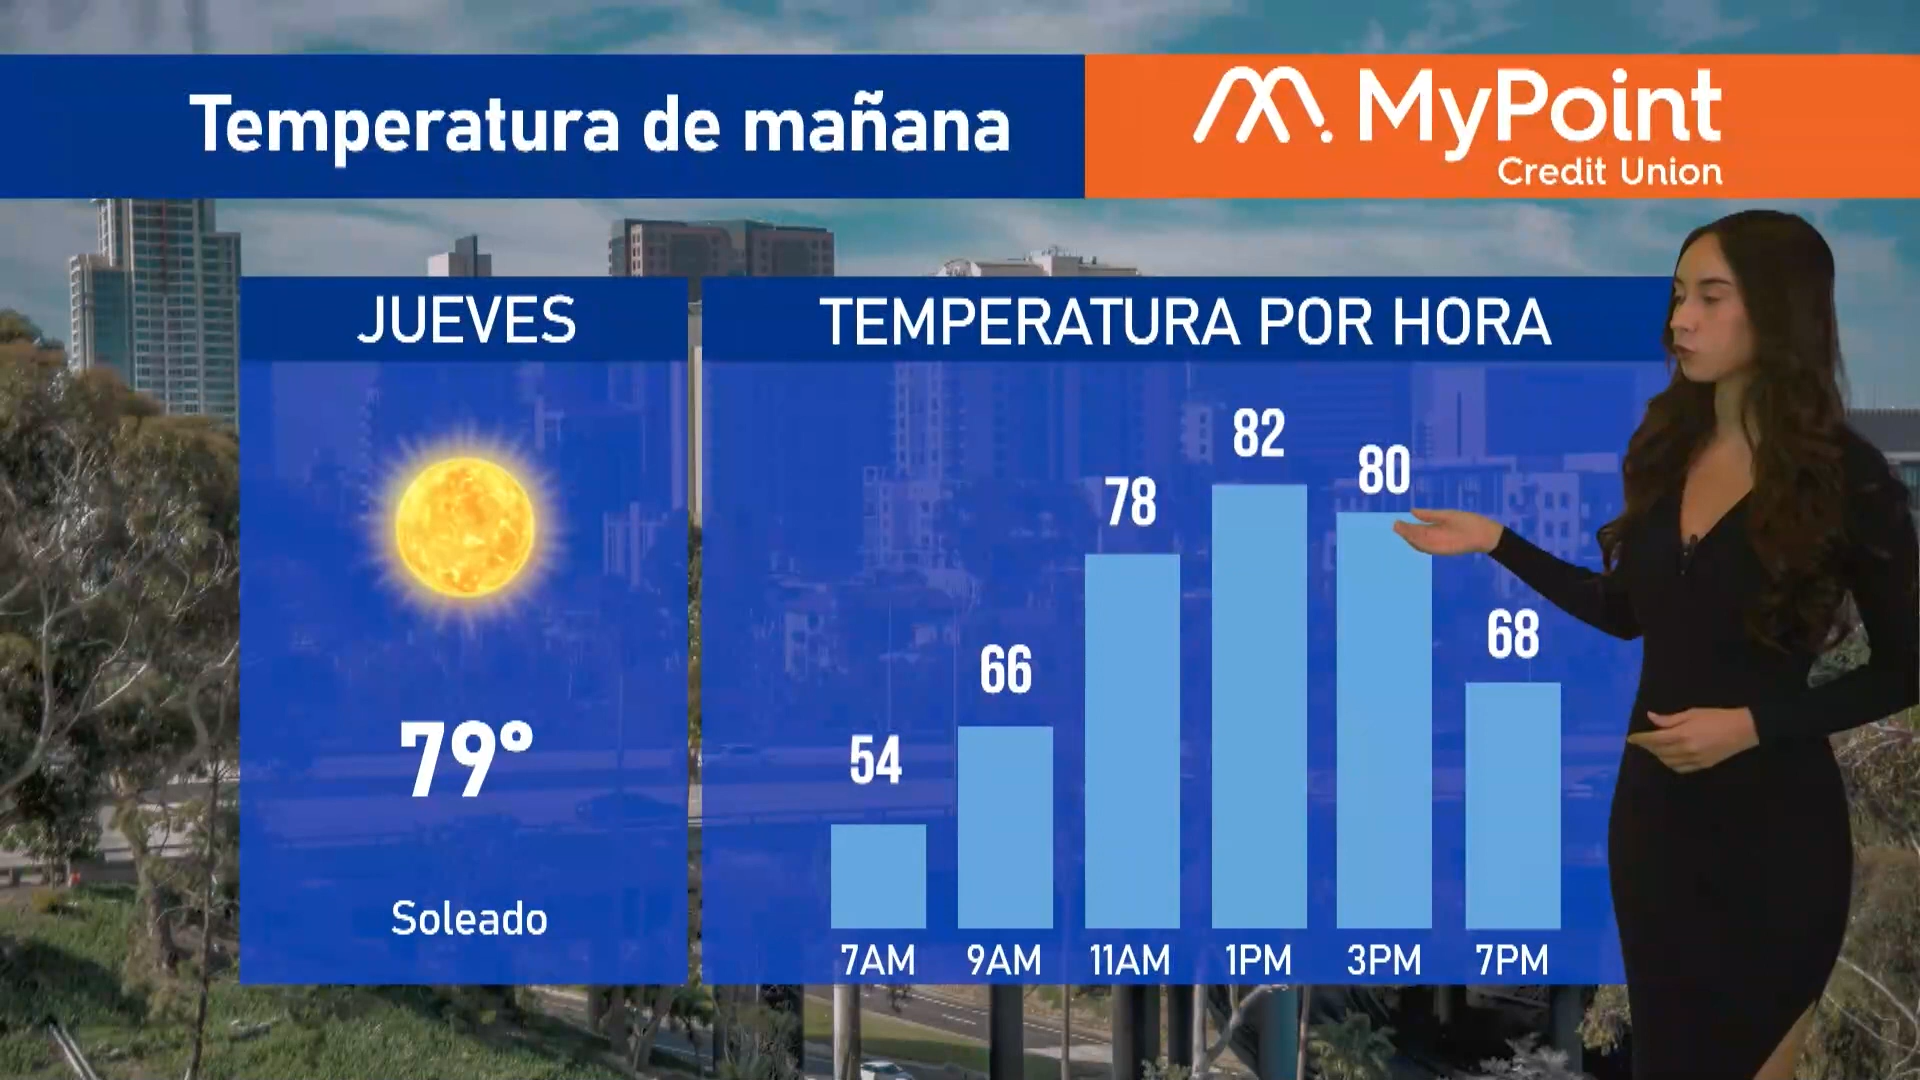 Temperatura de mañana
MyPoint
Credit Union
JUEVES
79°
Soleado
TEMPERATURA POR HORA
54
66
78
82
80
68
7AM
9AM
11AM
1PM
3PM
7PM